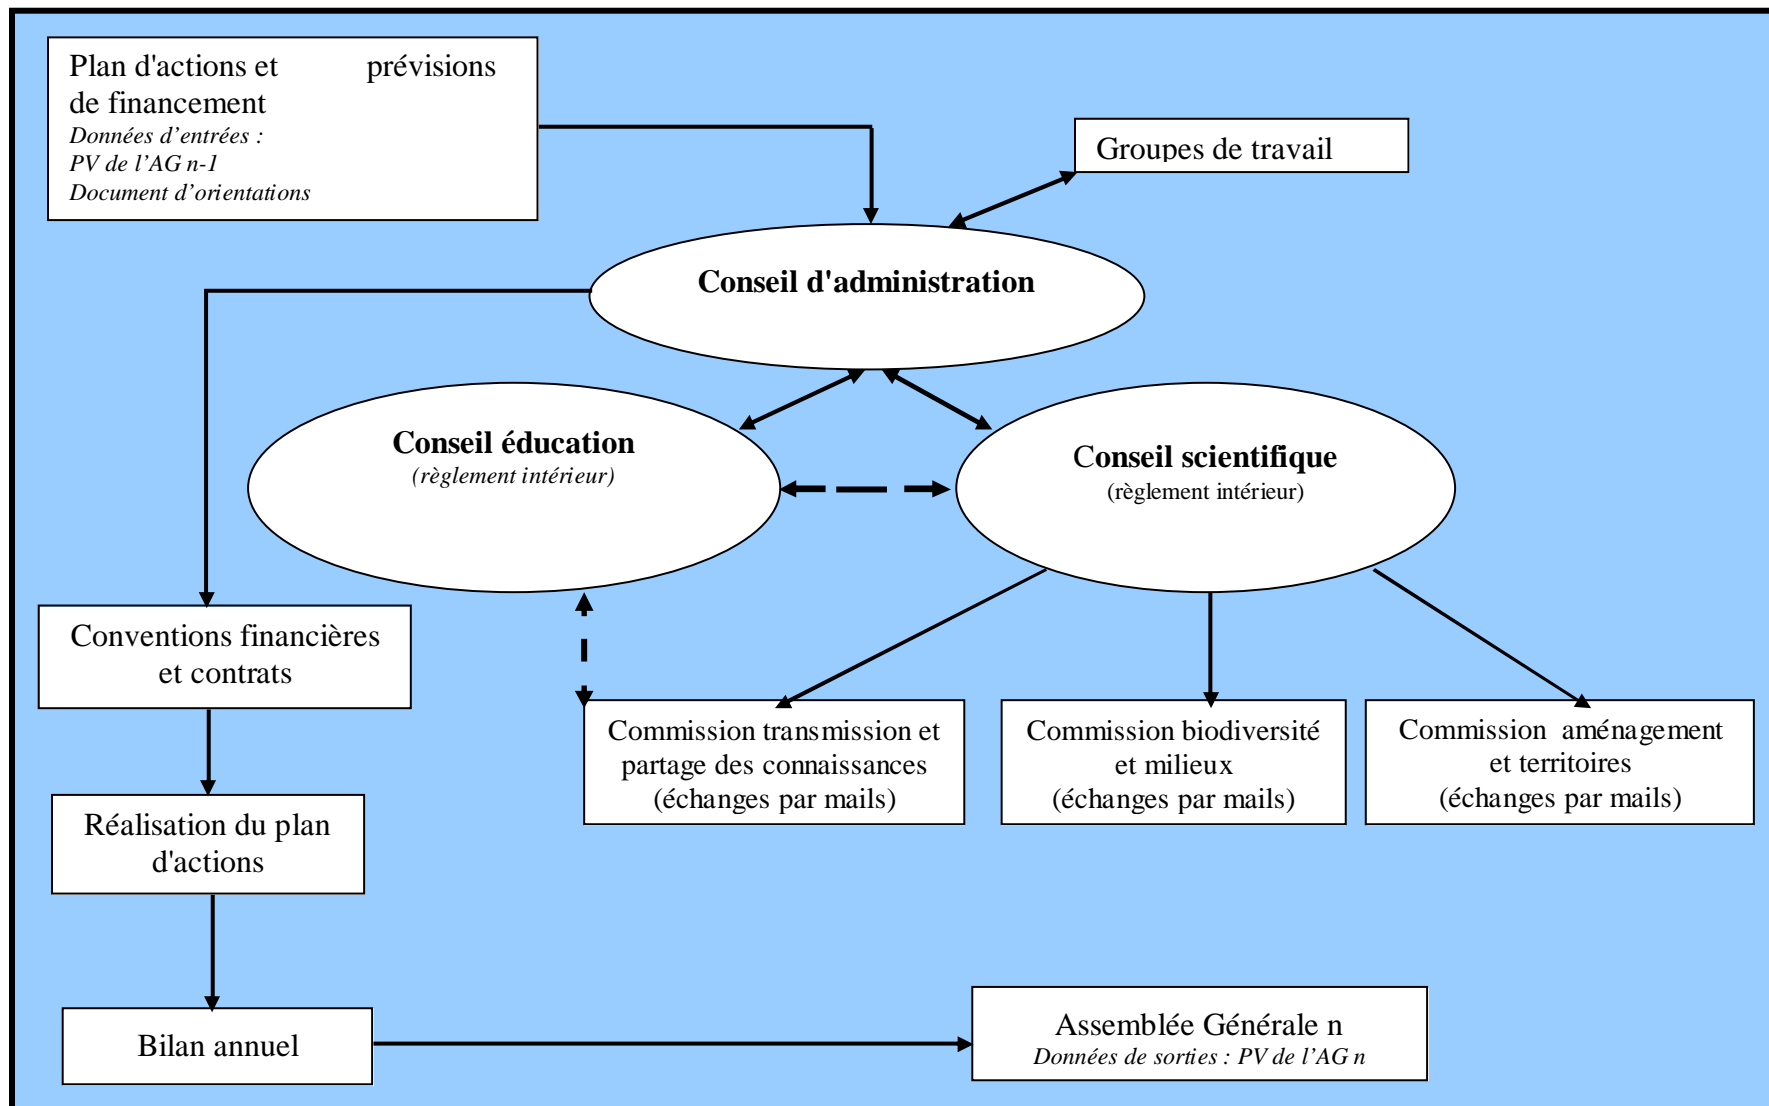 Plan d'actions et prévisions
de financement
Données d’entrées :
PV de l’AG n-1
Document d’orientations
Groupes de travail
Conseil d'administration
Conseil éducation
(règlement intérieur)
Conseil scientifique
(règlement intérieur)
Conventions financières
et contrats
Commission transmission et
partage des connaissances
(échanges par mails)
Commission biodiversité
et milieux
(échanges par mails)
Commission aménagement
et territoires
(échanges par mails)
Réalisation du plan
d'actions
Bilan annuel
Assemblée Générale n
Données de sorties : PV de l’AG n